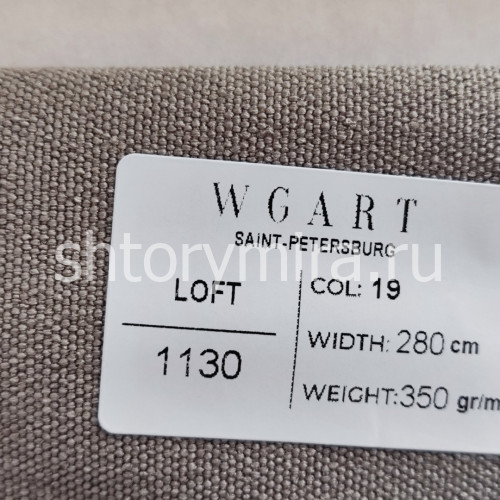 WGART
SAINT-PETERSBURG
shtorymira.ru
LOFT
1130
COL: 19
WIDTH: 280 cm
WEIGHT:350 gr/m